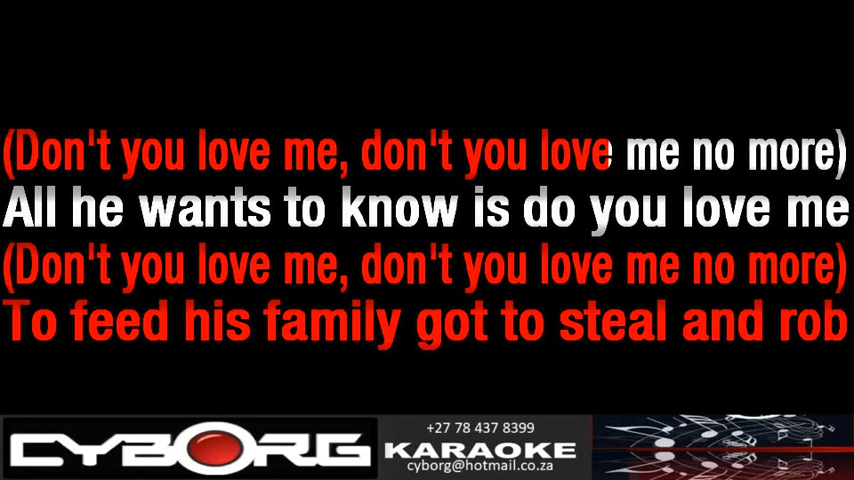 (Don't you love me, don't you love me no more)
All he wants to know is do you love me
(Don't you love me, don't you love me no more)
To feed his family got to steal and rob
CYBORG
+27 78 437 8399
KARAOKE
cyborg@hotmail.co.za